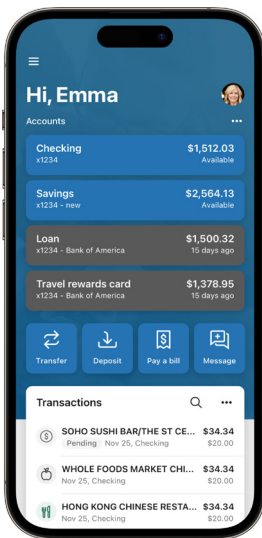 Hi, Emma
Accounts
Checking $1,512.03
x1234 Available
Savings $2,564.13
x1234 - new Available
Loan $1,500.32
x1234 - Bank of America 15 days ago
Travel rewards card $1,378.95
x1234 - Bank of America 15 days ago
Transfer Deposit Pay a bill Message
Transactions
SOHO SUSHI BAR/THE ST CE... $34.34
Pending Nov 25, Checking $20.00
WHOLE FOODS MARKET CHI... $34.34
Nov 25, Checking $20.00
HONG KONG CHINESE RESTA... $34.34
Nov 25, Checking $20.00